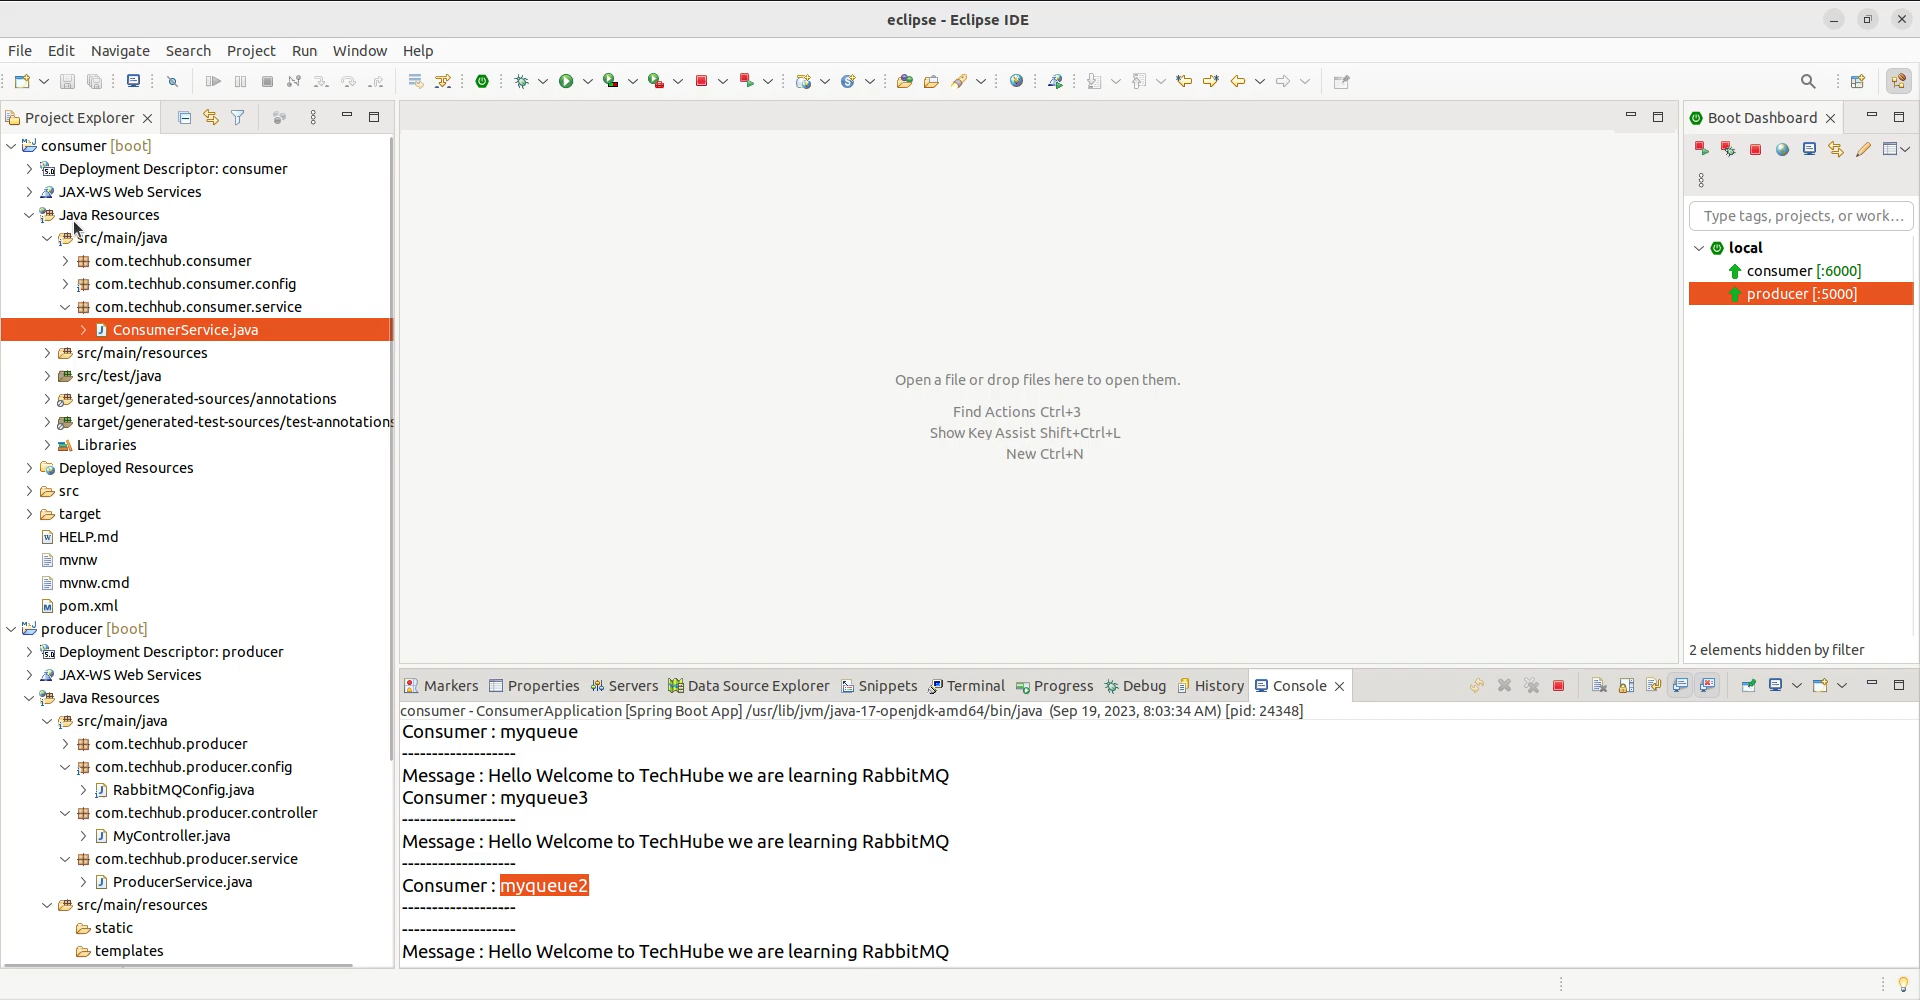 eclipse - Eclipse IDE
File Edit Navigate Search Project Run Window Help
Project Explorer
consumer [boot]
Deployment Descriptor: consumer
JAX-WS Web Services
Java Resources
src/main/java
com.techhub.consumer
com.techhub.consumer.config
com.techhub.consumer.service
ConsumerService.java
src/main/resources
src/test/java
target/generated-sources/annotations
target/generated-test-sources/test-annotations
Libraries
Deployed Resources
src
target
HELP.md
mvnw
mvnw.cmd
pom.xml
producer [boot]
Deployment Descriptor: producer
JAX-WS Web Services
Java Resources
src/main/java
com.techhub.producer
com.techhub.producer.config
RabbitMQConfig.java
com.techhub.producer.controller
MyController.java
com.techhub.producer.service
ProducerService.java
src/main/resources
static
templates
Open a file or drop files here to open them.
Find Actions Ctrl+3
Show Key Assist Shift+Ctrl+L
New Ctrl+N
Boot Dashboard
Type tags, projects, or work...
local
consumer [:6000]
producer [:5000]
2 elements hidden by filter
Markers Properties Servers Data Source Explorer Snippets Terminal Progress Debug History Console
consumer - ConsumerApplication [Spring Boot App] /usr/lib/jvm/java-17-openjdk-amd64/bin/java (Sep 19, 2023, 8:03:34 AM) [pid: 24348]
Consumer : myqueue
-------------------
Message : Hello Welcome to TechHube we are learning RabbitMQ
Consumer : myqueue3
-------------------
Message : Hello Welcome to TechHube we are learning RabbitMQ
-------------------
Consumer : myqueue2
-------------------
-------------------
Message : Hello Welcome to TechHube we are learning RabbitMQ